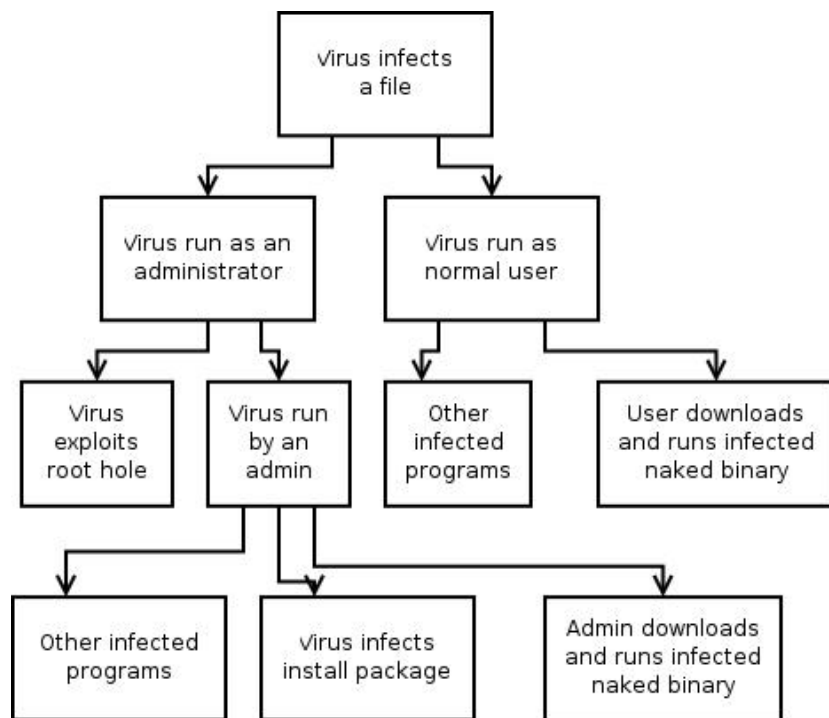 Virus infects
a file
Virus run as an
administrator
Virus run as
normal user
Virus
exploits
root hole
Virus run
by an
admin
Other
infected
programs
User downloads
and runs infected
naked binary
Other infected
programs
Virus infects
install package
Admin downloads
and runs infected
naked binary